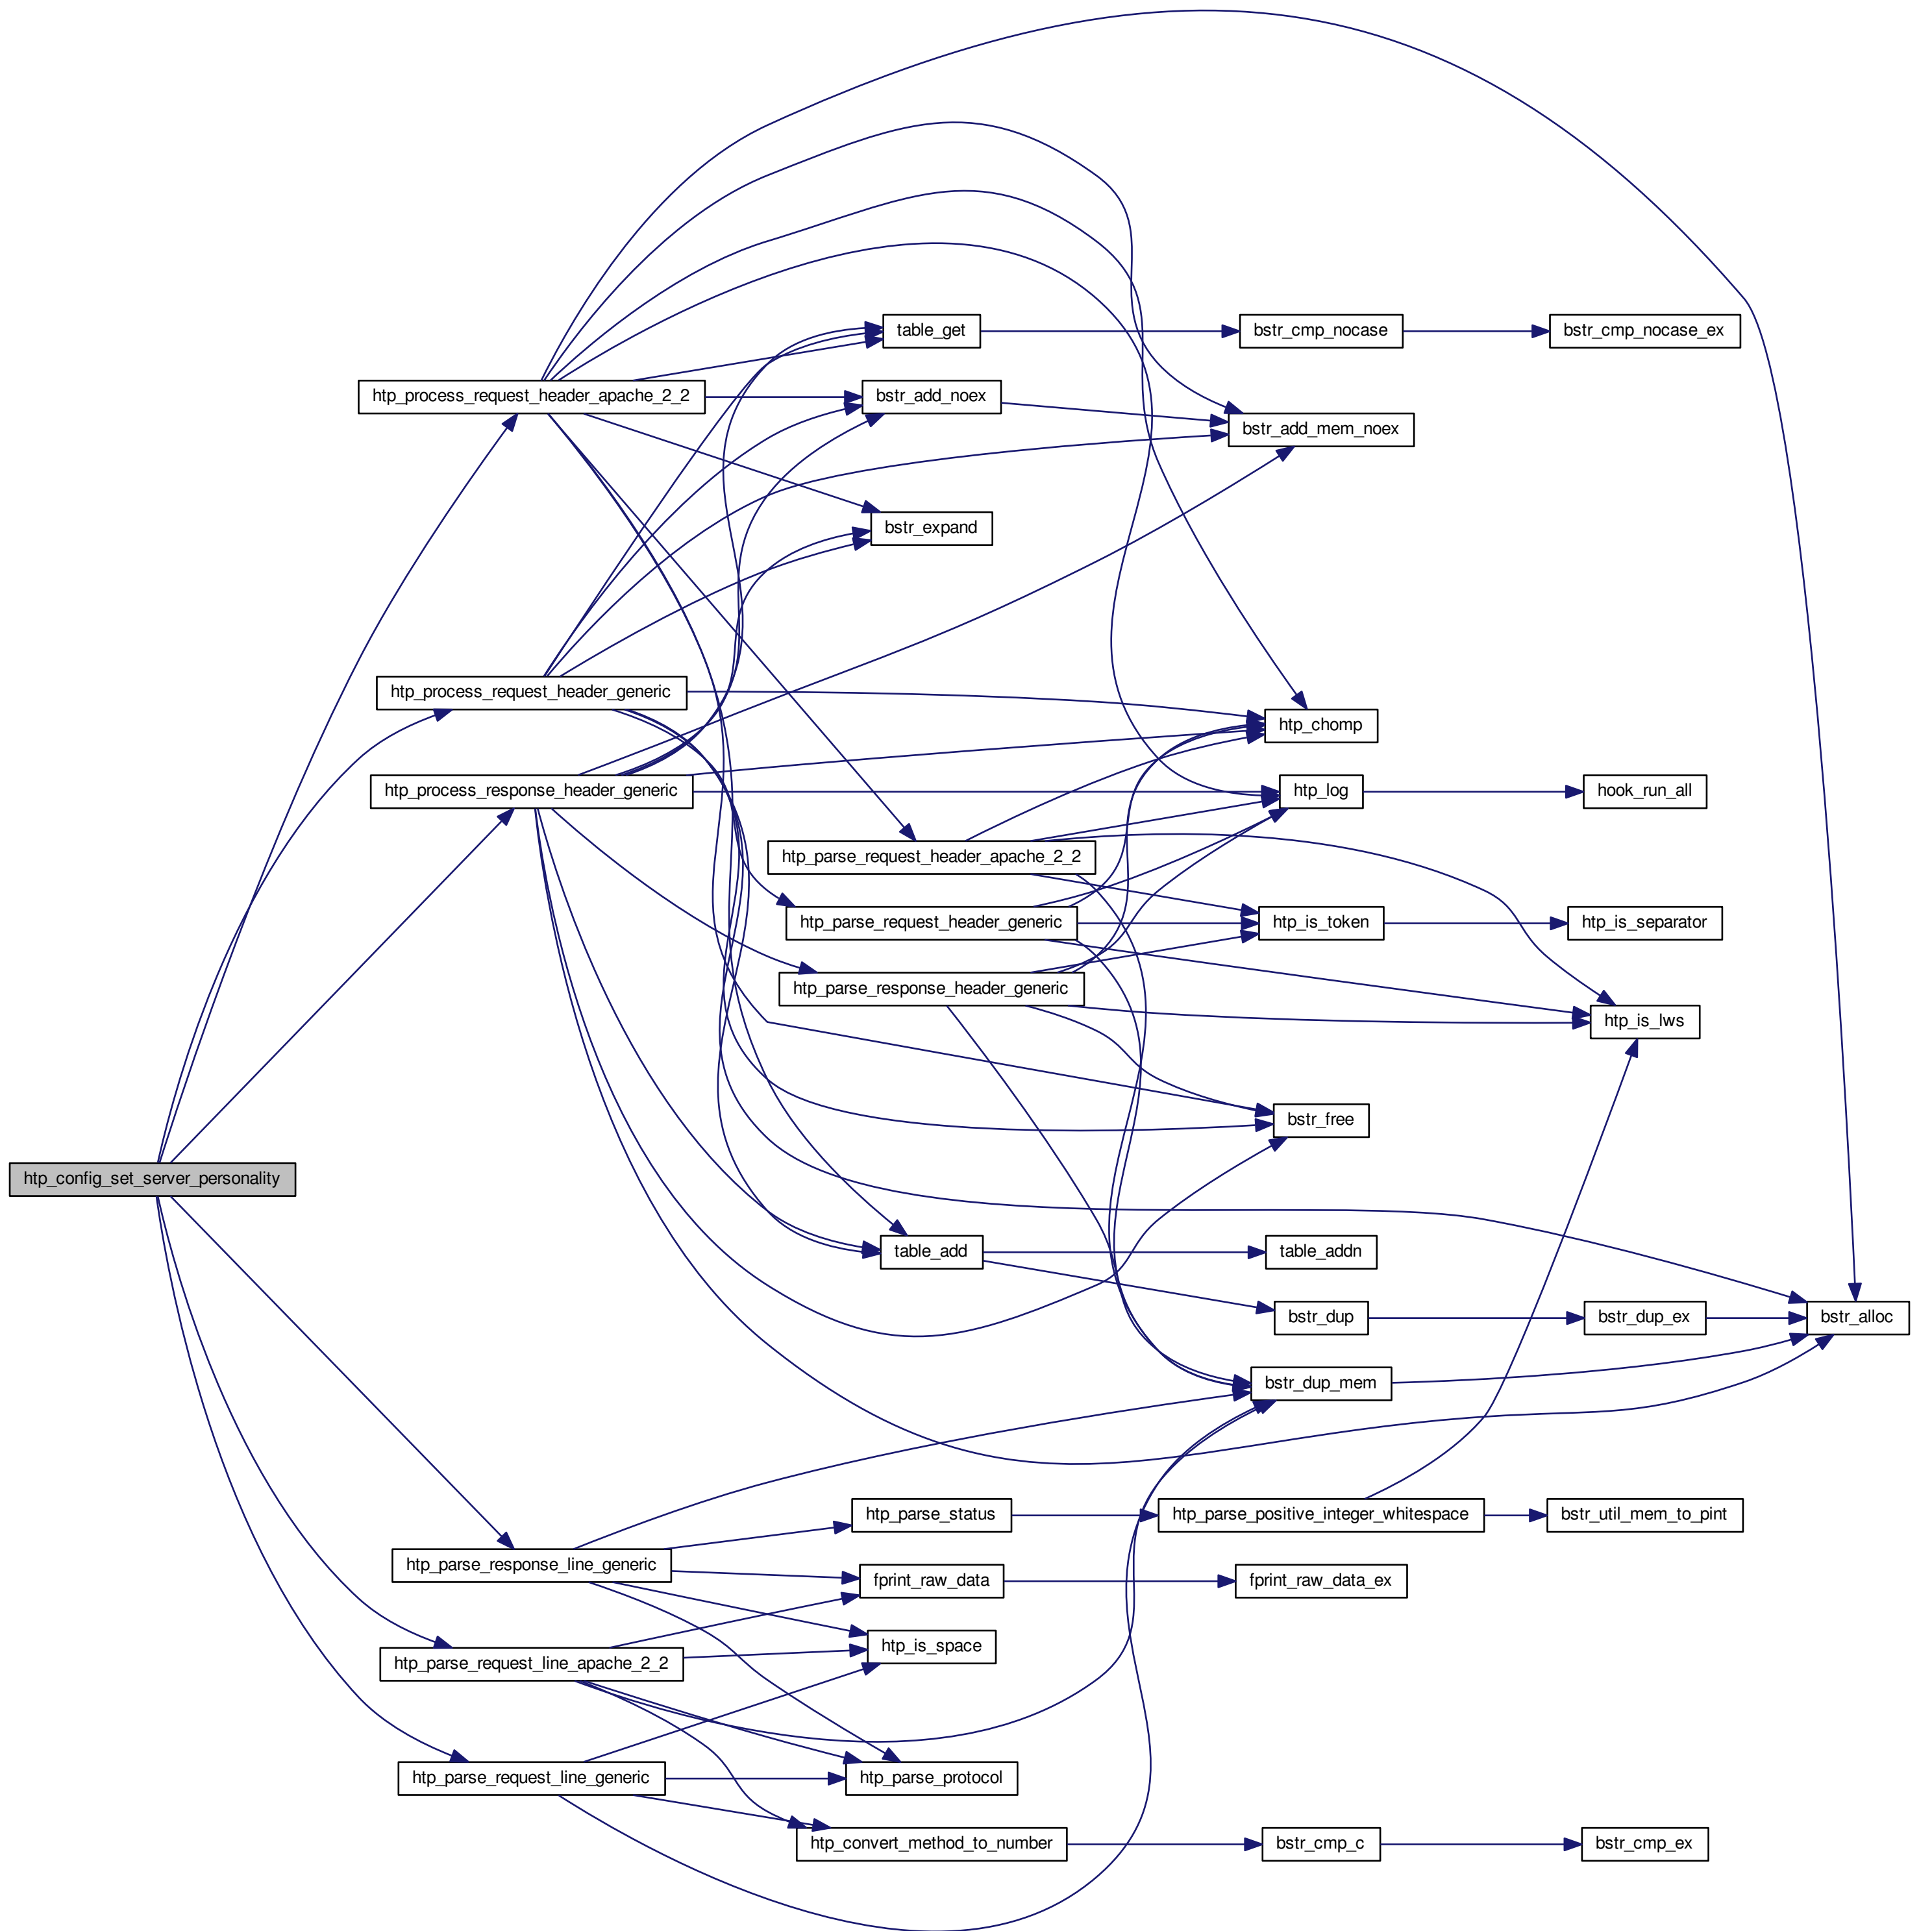 table_get
bstr_cmp_nocase
bstr_cmp_nocase_ex
htp_process_request_header_apache_2_2
bstr_add_noex
bstr_add_mem_noex
bstr_expand
htp_process_request_header_generic
htp_chomp
htp_process_response_header_generic
htp_log
hook_run_all
htp_parse_request_header_apache_2_2
htp_parse_request_header_generic
htp_is_token
htp_is_separator
htp_parse_response_header_generic
htp_is_lws
bstr_free
htp_config_set_server_personality
table_add
table_addn
bstr_dup
bstr_dup_ex
bstr_alloc
bstr_dup_mem
htp_parse_status
htp_parse_positive_integer_whitespace
bstr_util_mem_to_pint
htp_parse_response_line_generic
fprint_raw_data
fprint_raw_data_ex
htp_is_space
htp_parse_request_line_apache_2_2
htp_parse_request_line_generic
htp_parse_protocol
htp_convert_method_to_number
bstr_cmp_c
bstr_cmp_ex